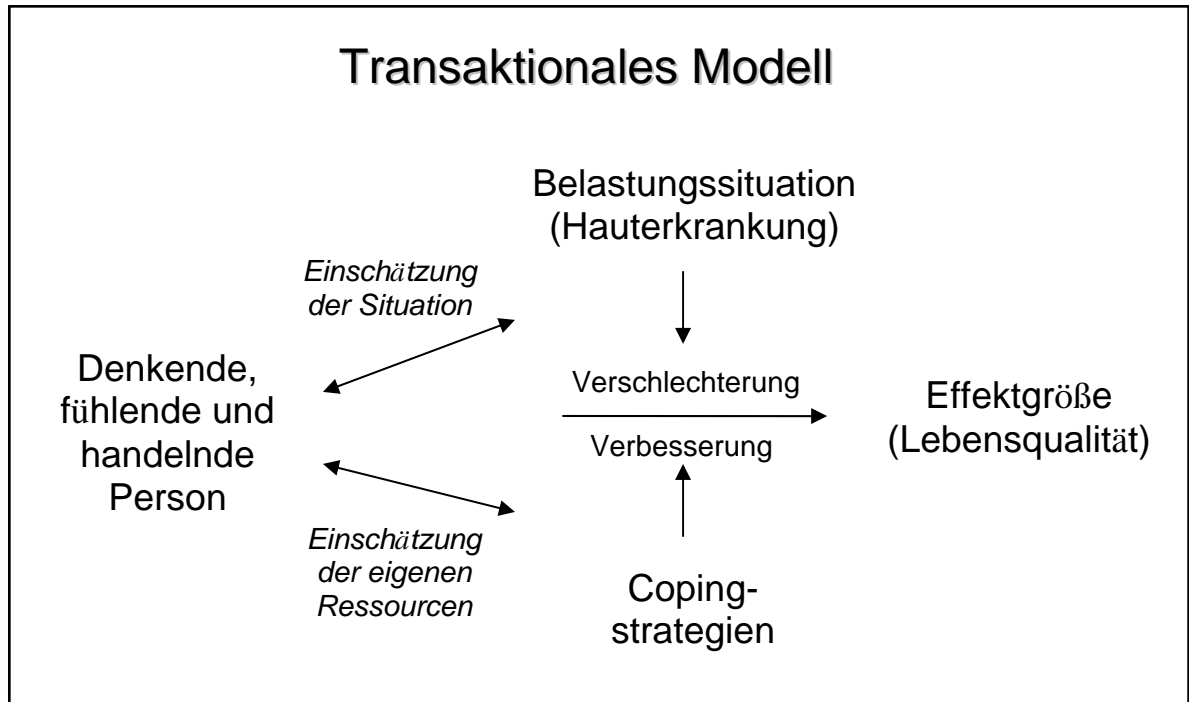 Transaktionales Modell
Belastungssituation
(Hauterkrankung)
Einschätzung
der Situation
Denkende,
fühlende und
handelnde
Person
Verschlechterung
Verbesserung
Effektgröße
(Lebensqualität)
Einschätzung
der eigenen
Ressourcen
Coping-
strategien